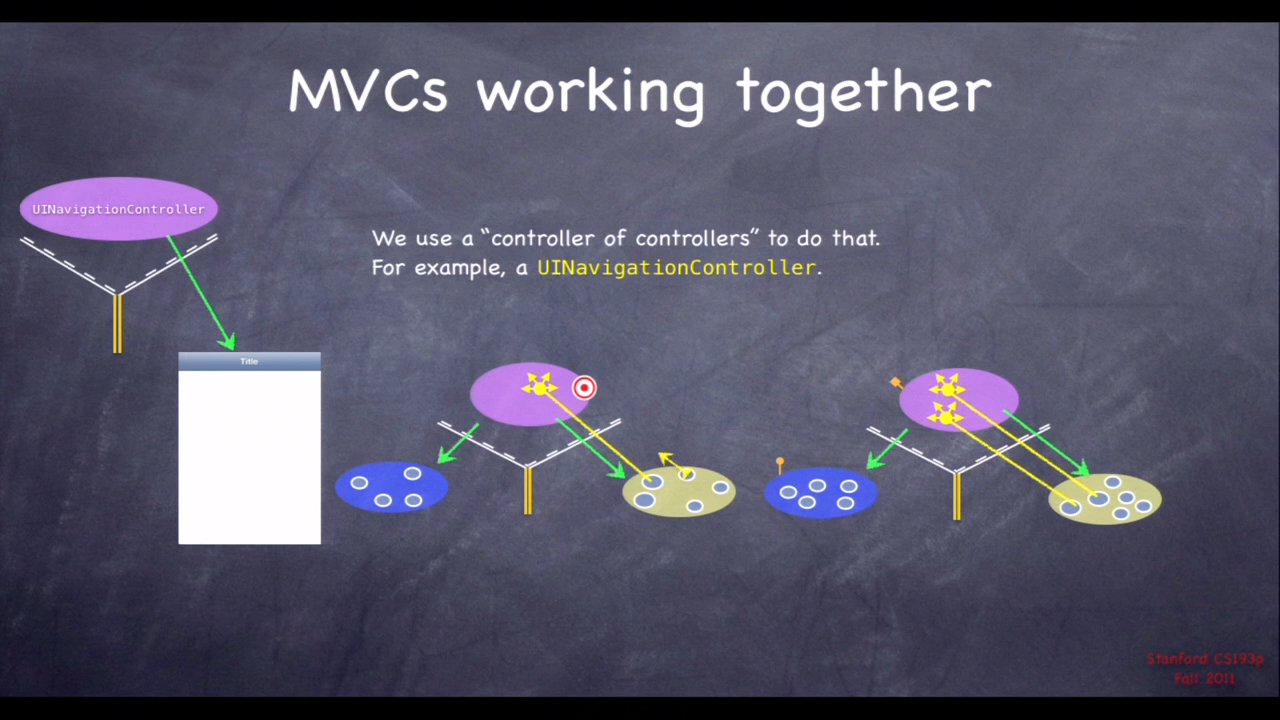 MVCs working together
UINavigationController
We use a “controller of controllers” to do that.
For example, a UINavigationController.
Title
Stanford CS193p
Fall 2011